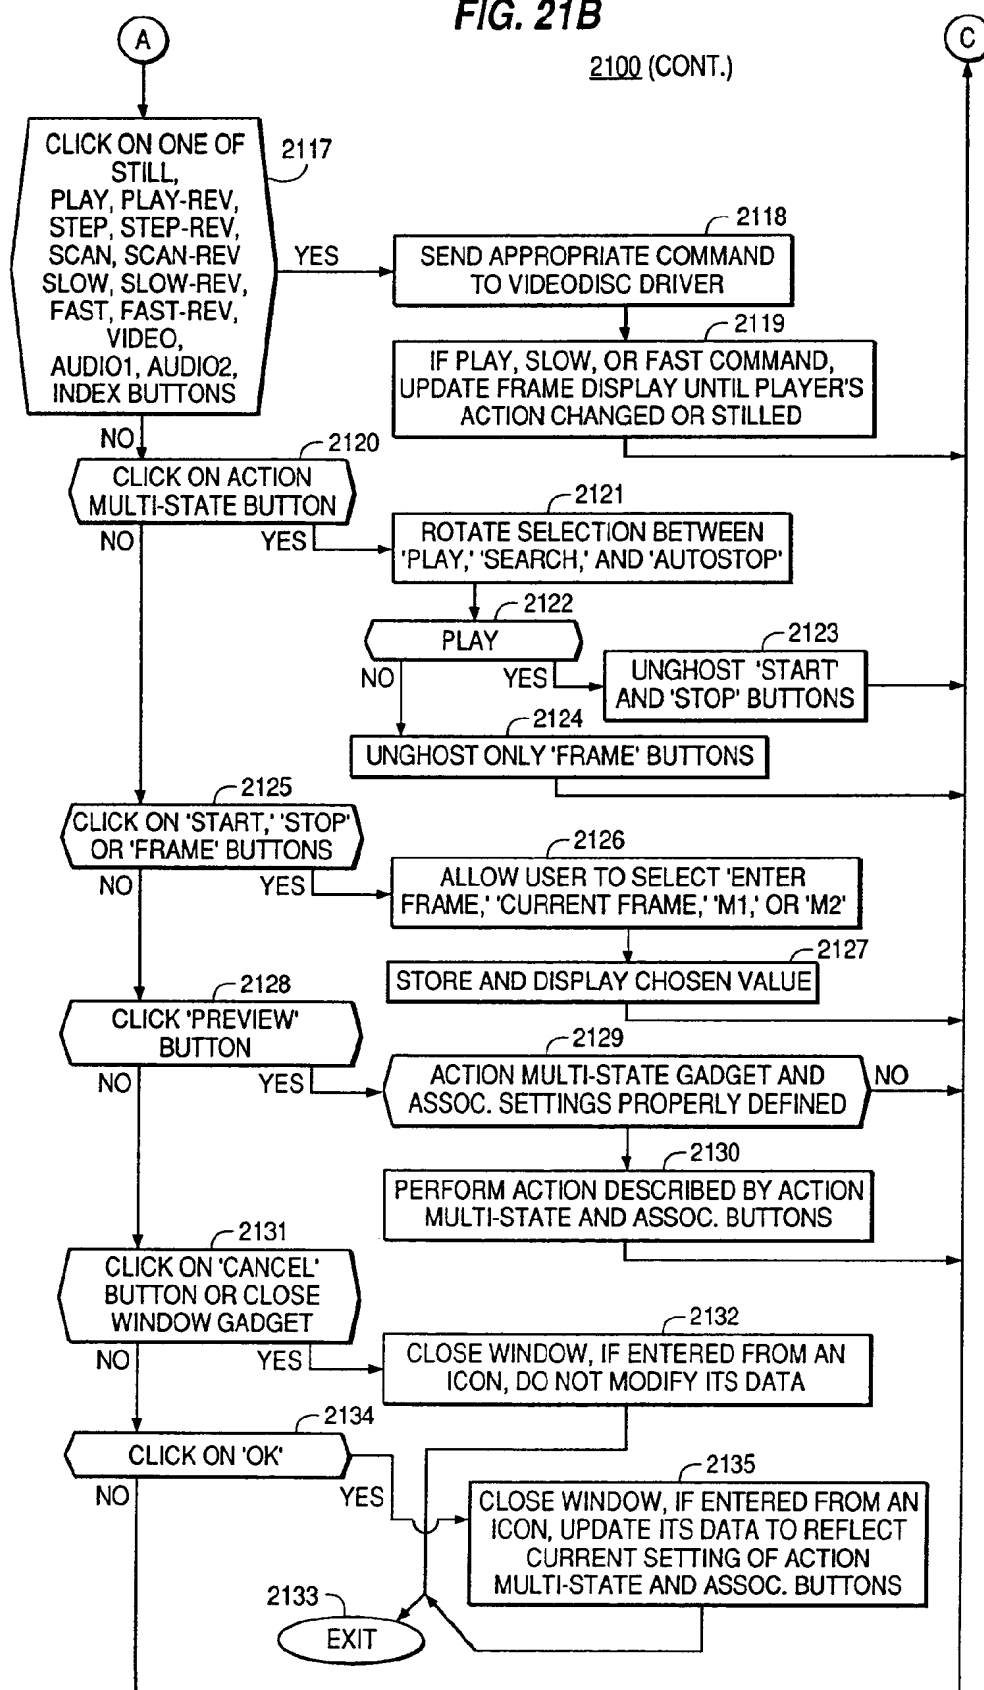 FIG. 21B
A
C
2100 (CONT.)
CLICK ON ONE OF
STILL,
PLAY, PLAY-REV,
STEP, STEP-REV,
SCAN, SCAN-REV
SLOW, SLOW-REV,
FAST, FAST-REV,
VIDEO,
AUDIO1, AUDIO2,
INDEX BUTTONS
2117
YES
2118
SEND APPROPRIATE COMMAND
TO VIDEODISC DRIVER
2119
IF PLAY, SLOW, OR FAST COMMAND,
UPDATE FRAME DISPLAY UNTIL PLAYER'S
ACTION CHANGED OR STILLED
NO
2120
CLICK ON ACTION
MULTI-STATE BUTTON
NO
YES
2121
ROTATE SELECTION BETWEEN
'PLAY,' 'SEARCH,' AND 'AUTOSTOP'
2122
PLAY
NO
YES
2123
UNGHOST 'START'
AND 'STOP' BUTTONS
2124
UNGHOST ONLY 'FRAME' BUTTONS
2125
CLICK ON 'START,' 'STOP'
OR 'FRAME' BUTTONS
NO
YES
2126
ALLOW USER TO SELECT 'ENTER
FRAME,' 'CURRENT FRAME,' 'M1,' OR 'M2'
2127
STORE AND DISPLAY CHOSEN VALUE
2128
CLICK 'PREVIEW'
BUTTON
NO
YES
2129
ACTION MULTI-STATE GADGET AND
ASSOC. SETTINGS PROPERLY DEFINED
NO
2130
PERFORM ACTION DESCRIBED BY ACTION
MULTI-STATE AND ASSOC. BUTTONS
2131
CLICK ON 'CANCEL'
BUTTON OR CLOSE
WINDOW GADGET
NO
YES
2132
CLOSE WINDOW, IF ENTERED FROM AN
ICON, DO NOT MODIFY ITS DATA
2134
CLICK ON 'OK'
NO
YES
2135
CLOSE WINDOW, IF ENTERED FROM AN
ICON, UPDATE ITS DATA TO REFLECT
CURRENT SETTING OF ACTION
MULTI-STATE AND ASSOC. BUTTONS
2133
EXIT